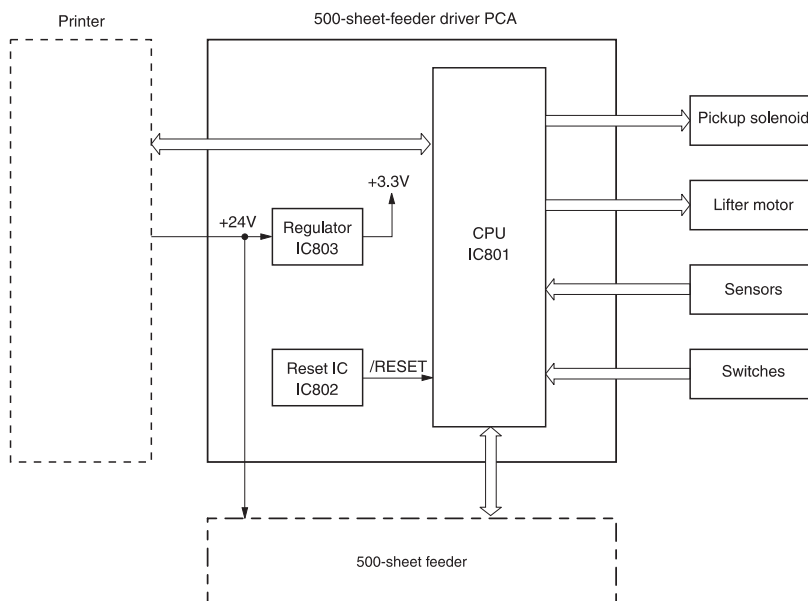 Printer
500-sheet-feeder driver PCA
Pickup solenoid
+3.3V
Lifter motor
+24V
Regulator
IC803
CPU
IC801
Sensors
Reset IC
IC802
/RESET
Switches
500-sheet feeder